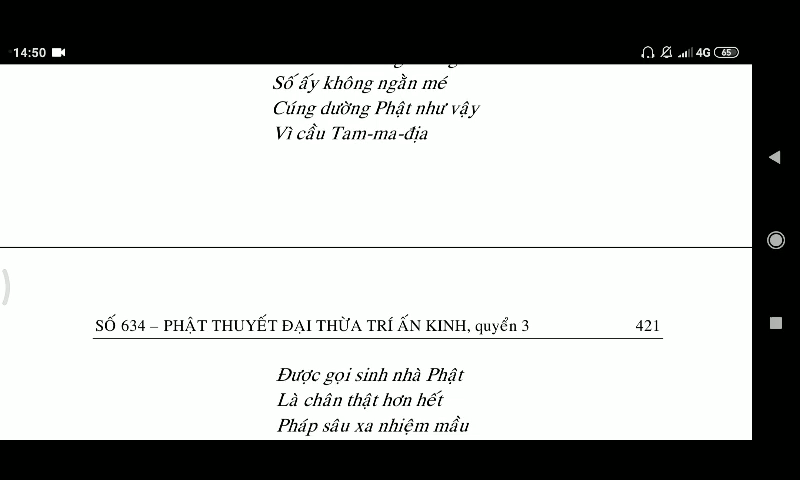 14:50
4G 65
Số ấy không ngằn mé
Cúng dường Phật như vậy
Vì cầu Tam-ma-địa
SỐ 634 – PHẬT THUYẾT ĐẠI THỪA TRÍ ẤN KINH, quyển 3 421
Được gọi sinh nhà Phật
Là chân thật hơn hết
Pháp sâu xa nhiệm mầu